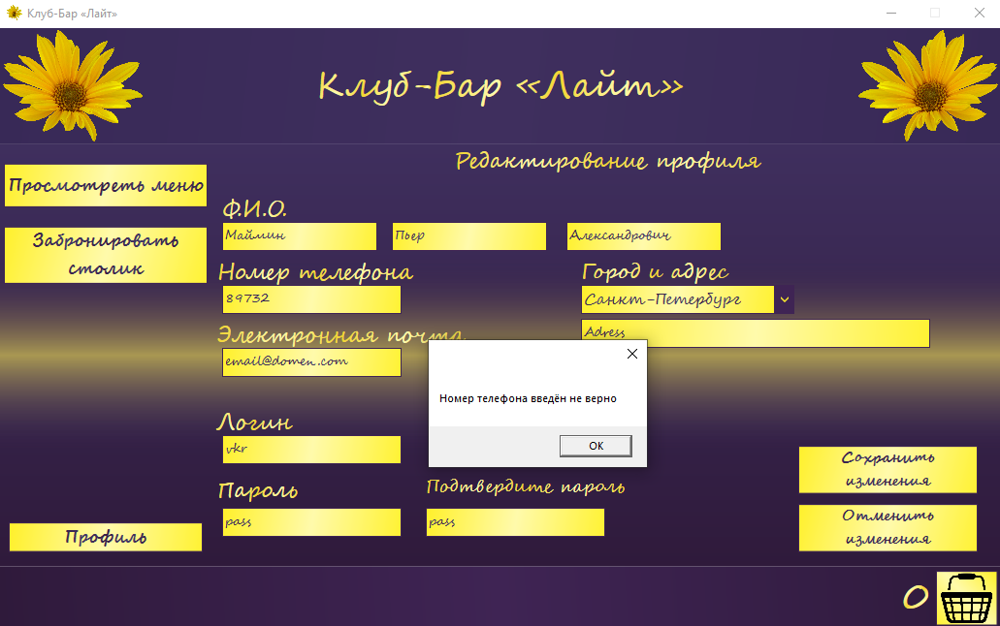 Клуб-Бар «Лайт»
Клуб-Бар «Лайт»
Редактирование профиля
Просмотреть меню
Забронировать
столик
Ф.И.О.
Маймин Пьер Александрович
Номер телефона Город и адрес
89732 Санкт-Петербург
Электронная почта
Adress
email@domen.com
Номер телефона введён не верно
OK
Логин
vkr
Сохранить
изменения
Пароль Подтвердите пароль
pass pass
Отменить
изменения
Профиль
0